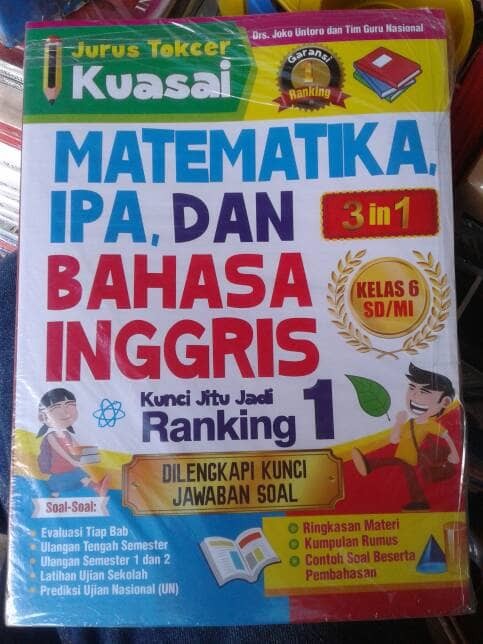 Drs. Joko Untoro dan Tim Guru Nasional
Jurus Tokcer
Kuasai
Garansi
1
Ranking
MATEMATIKA,
IPA, DAN
3 in 1
BAHASA
INGGRIS
KELAS 6
SD/MI
Kunci Jitu Jadi
Ranking 1
DILENGKAPI KUNCI
JAWABAN SOAL
Soal-Soal:
Evaluasi Tiap Bab
Ulangan Tengah Semester
Ulangan Semester 1 dan 2
Latihan Ujian Sekolah
Prediksi Ujian Nasional (UN)
Ringkasan Materi
Kumpulan Rumus
Contoh Soal Beserta
Pembahasan